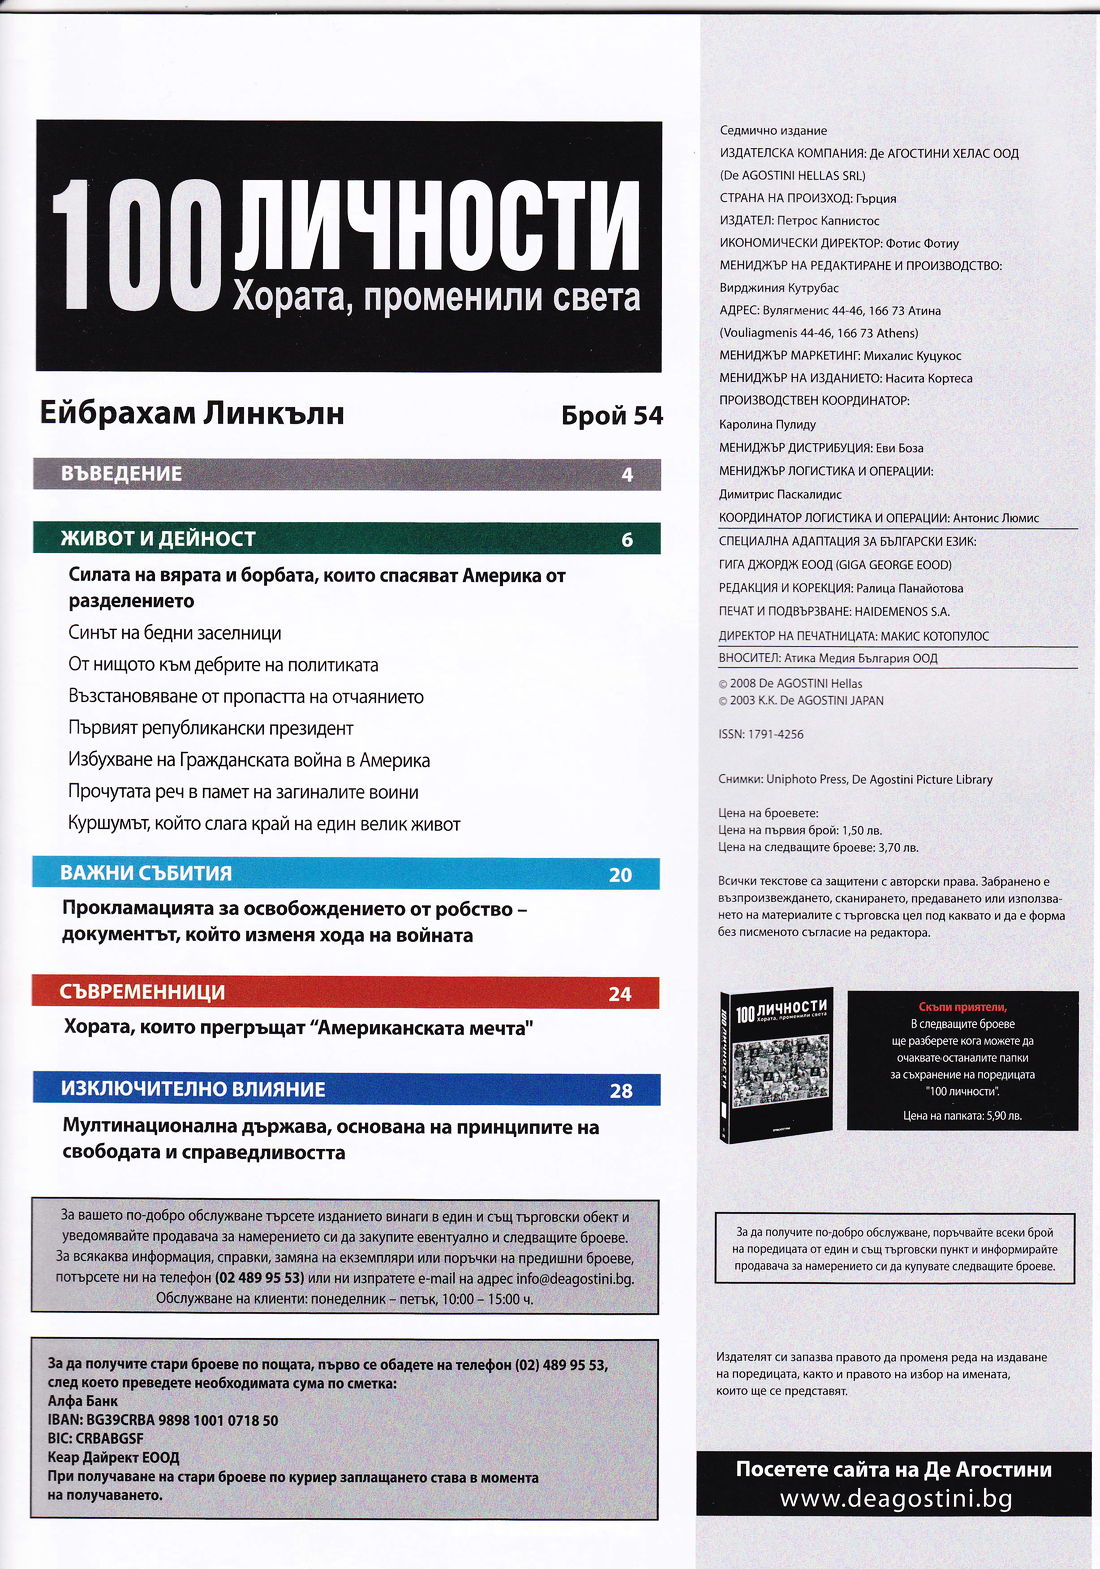 100 ЛИЧНОСТИ
Хората, променили света
Ейбрахам Линкълн
Брой 54
ВЪВЕДЕНИЕ 4
ЖИВОТ И ДЕЙНОСТ 6
Силата на вярата и борбата, които спасяват Америка от
разделението
Синът на бедни заселници
От нищото към дебрите на политиката
Възстановяване от пропастта на отчаянието
Първият републикански президент
Избухване на Гражданската война в Америка
Прочутата реч в памет на загиналите воини
Куршумът, който слага край на един велик живот
ВАЖНИ СЪБИТИЯ 20
Прокламацията за освобождението от робство –
документът, който изменя хода на войната
СЪВРЕМЕННИЦИ 24
Хората, които прегръщат “Американската мечта"
ИЗКЛЮЧИТЕЛНО ВЛИЯНИЕ 28
Мултинационална държава, основана на принципите на
свободата и справедливостта
За вашето по-добро обслужване търсете изданието винаги в един и същ търговски обект и
уведомявайте продавача за намерението си да закупите евентуално и следващите броеве.
За всякаква информация, справки, замяна на екземпляри или поръчки на предишни броеве,
потърсете ни на телефон (02 489 95 53) или ни изпратете e-mail на адрес info@deagostini.bg.
Обслужване на клиенти: понеделник – петък, 10:00 – 15:00 ч.
За да получите стари броеве по пощата, първо се обадете на телефон (02) 489 95 53,
след което преведете необходимата сума по сметка:
Алфа Банк
IBAN: BG39CRBA 9898 1001 0718 50
BIC: CRBABGSF
Кеар Дайрект ЕООД
При получаване на стари броеве по куриер заплащането става в момента
на получаването.
Седмично издание
ИЗДАТЕЛСКА КОМПАНИЯ: Де АГОСТИНИ ХЕЛАС ООД
(De AGOSTINI HELLAS SRL)
СТРАНА НА ПРОИЗХОД: Гърция
ИЗДАТЕЛ: Петрос Капнистос
ИКОНОМИЧЕСКИ ДИРЕКТОР: Фотис Фотиу
МЕНИДЖЪР НА РЕДАКТИРАНЕ И ПРОИЗВОДСТВО:
Вирджиния Кутрубас
АДРЕС: Вулягменис 44-46, 166 73 Атина
(Vouliagmenis 44-46, 166 73 Athens)
МЕНИДЖЪР МАРКЕТИНГ: Михалис Куцукос
МЕНИДЖЪР НА ИЗДАНИЕТО: Насита Кортеса
ПРОИЗВОДСТВЕН КООРДИНАТОР:
Каролина Пулиду
МЕНИДЖЪР ДИСТРИБУЦИЯ: Еви Боза
МЕНИДЖЪР ЛОГИСТИКА И ОПЕРАЦИИ:
Димитрис Паскалидис
КООРДИНАТОР ЛОГИСТИКА И ОПЕРАЦИИ: Антонис Люмис
СПЕЦИАЛНА АДАПТАЦИЯ ЗА БЪЛГАРСКИ ЕЗИК:
ГИГА ДЖОРДЖ ЕООД (GIGA GEORGE EOOD)
РЕДАКЦИЯ И КОРЕКЦИЯ: Ралица Панайотова
ПЕЧАТ И ПОДВЪРЗВАНЕ: HAIDEMENOS S.A.
ДИРЕКТОР НА ПЕЧАТНИЦАТА: МАКИС КОТОПУЛОС
ВНОСИТЕЛ: Атика Медия България ООД
© 2008 De AGOSTINI Hellas
© 2003 K.K. De AGOSTINI JAPAN
ISSN: 1791-4256
Снимки: Uniphoto Press, De Agostini Picture Library
Цена на броевете:
Цена на първия брой: 1,50 лв.
Цена на следващите броеве: 3,70 лв.
Всички текстове са защитени с авторски права. Забранено е
възпроизвеждането, сканирането, предаването или използва-
нето на материалите с търговска цел под каквато и да е форма
без писменото съгласие на редактора.
100 ЛИЧНОСТИ
Хората, променили света
100 ЛИЧНОСТИ
Скъпи приятели,
В следващите броеве
ще разберете кога можете да
очаквате останалите папки
за съхранение на поредицата
"100 личности".
Цена на папката: 5,90 лв.
За да получите по-добро обслужване, поръчвайте всеки брой
на поредицата от един и същ търговски пункт и информирайте
продавача за намерението си да купувате следващите броеве.
Издателят си запазва правото да променя реда на издаване
на поредицата, както и правото на избор на имената,
които ще се представят.
Посетете сайта на Де Агостини
www.deagostini.bg